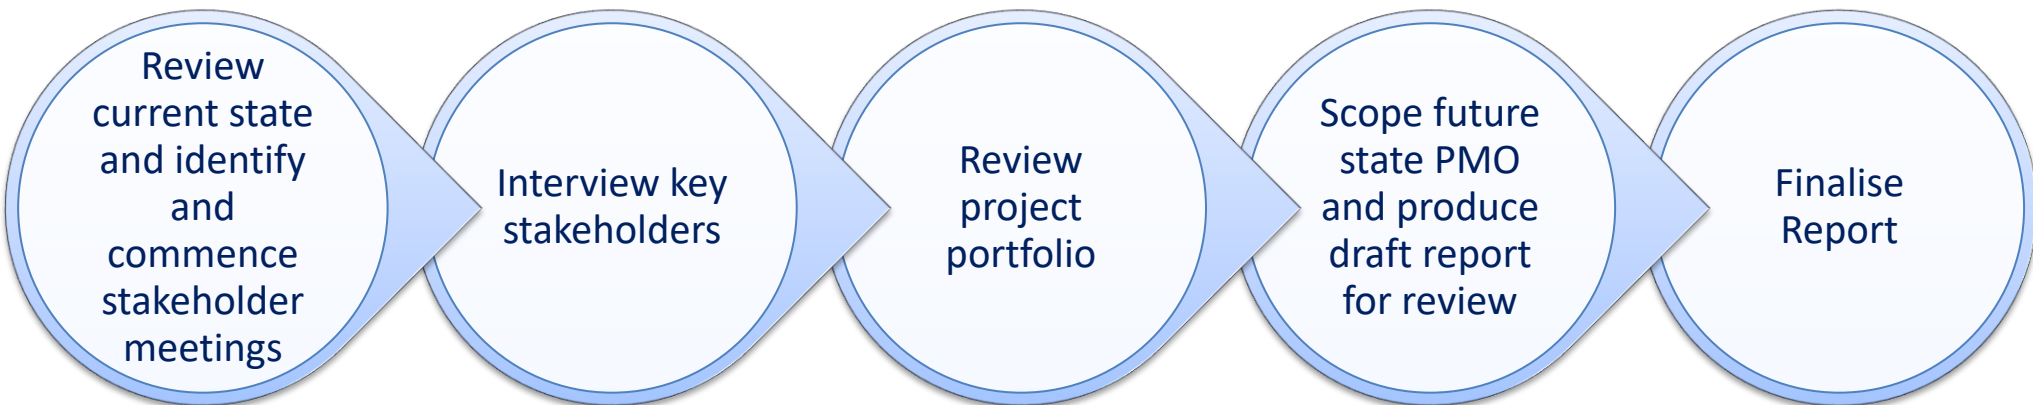 Review
current state
and identify
and
commence
stakeholder
meetings
Interview key
stakeholders
Review
project
portfolio
Scope future
state PMO
and produce
draft report
for review
Finalise
Report